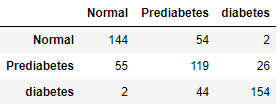 Normal Prediabetes diabetes
Normal 144 54 2
Prediabetes 55 119 26
diabetes 2 44 154